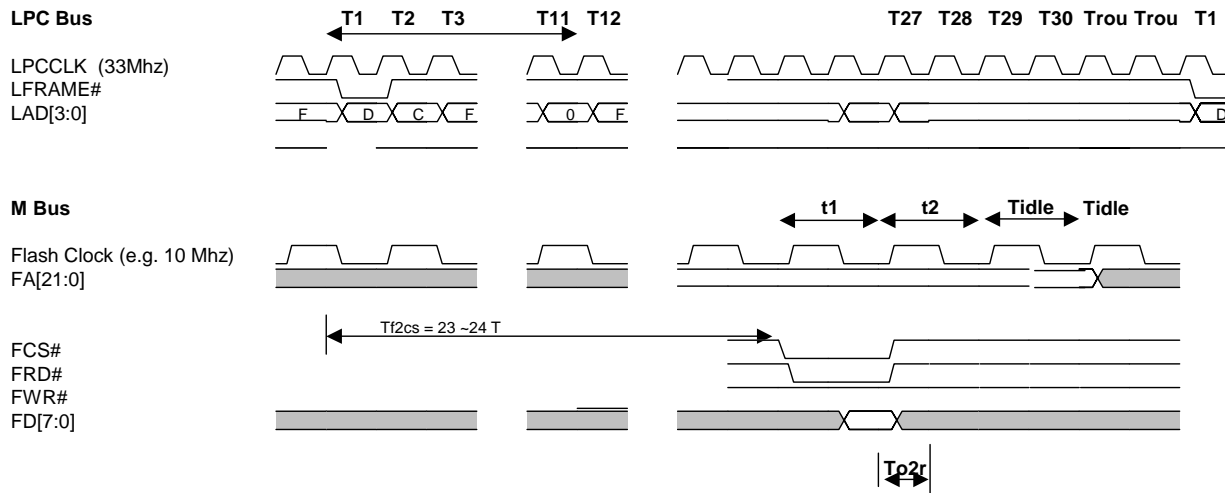 LPC Bus T1 T2 T3 T11 T12 T27 T28 T29 T30 Trou Trou T1
LPCCLK (33Mhz)
LFRAME#
LAD[3:0] F D C F 0 F D
M Bus t1 t2 Tidle Tidle
Flash Clock (e.g. 10 Mhz)
FA[21:0]
Tf2cs = 23 ~24 T
FCS#
FRD#
FWR#
FD[7:0]
To2r